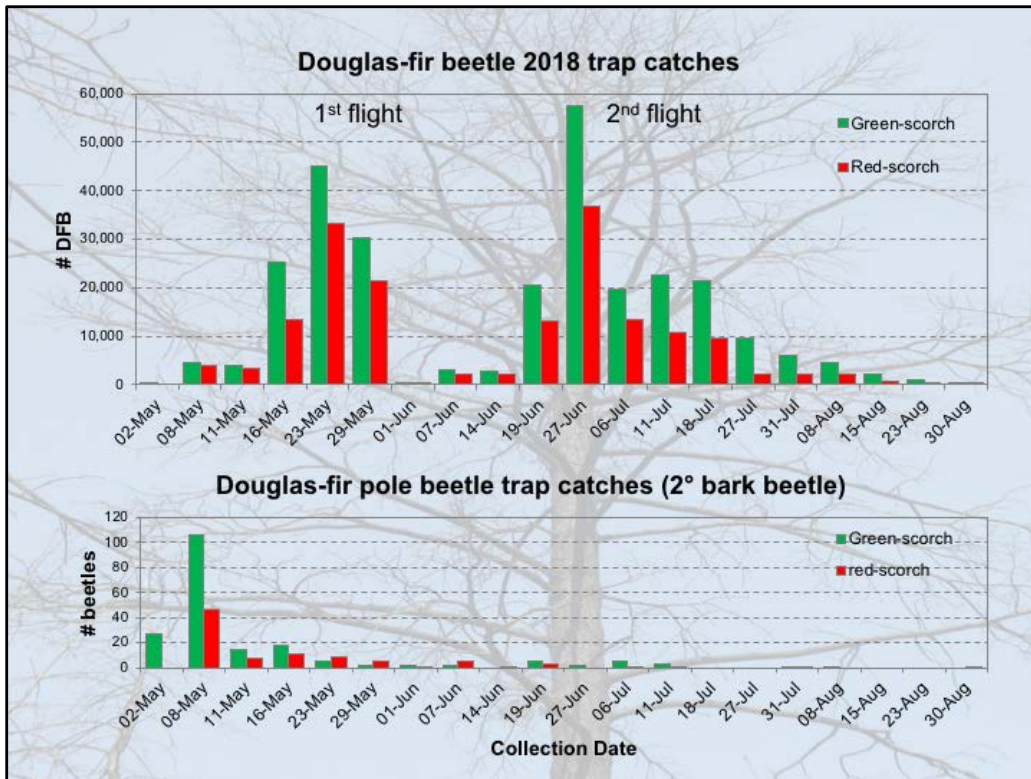 Douglas-fir beetle 2018 trap catches
1st flight
2nd flight
Green-scorch
Red-scorch
# DFB
60,000
50,000
40,000
30,000
20,000
10,000
0
02-May
08-May
11-May
16-May
23-May
29-May
01-Jun
07-Jun
14-Jun
19-Jun
27-Jun
06-Jul
11-Jul
18-Jul
27-Jul
31-Jul
08-Aug
15-Aug
23-Aug
30-Aug
Douglas-fir pole beetle trap catches (2° bark beetle)
Green-scorch
red-scorch
# beetles
120
100
80
60
40
20
0
02-May
08-May
11-May
16-May
23-May
29-May
01-Jun
07-Jun
14-Jun
19-Jun
27-Jun
06-Jul
11-Jul
18-Jul
27-Jul
31-Jul
08-Aug
15-Aug
23-Aug
30-Aug
Collection Date